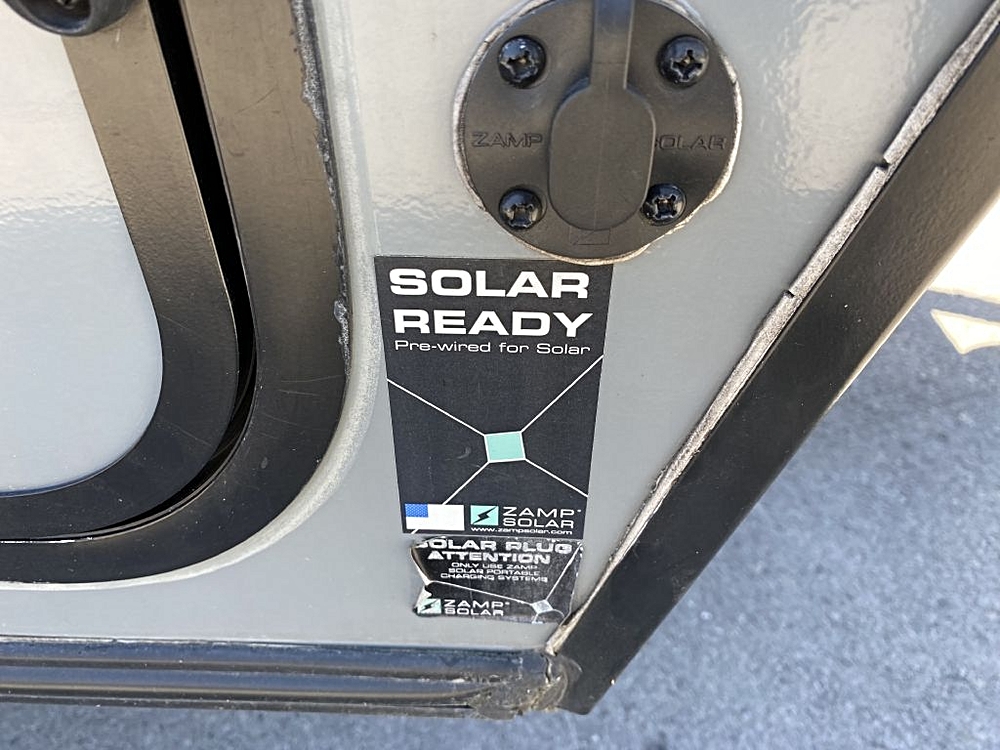 ZAMP SOLAR
SOLAR
READY
Pre-wired for Solar
ZAMP®
SOLAR
www.zampsolar.com
SOLAR PLUG
ATTENTION
ONLY USE ZAMP
SOLAR PORTABLE
CHARGING SYSTEMS
ZAMP®
SOLAR